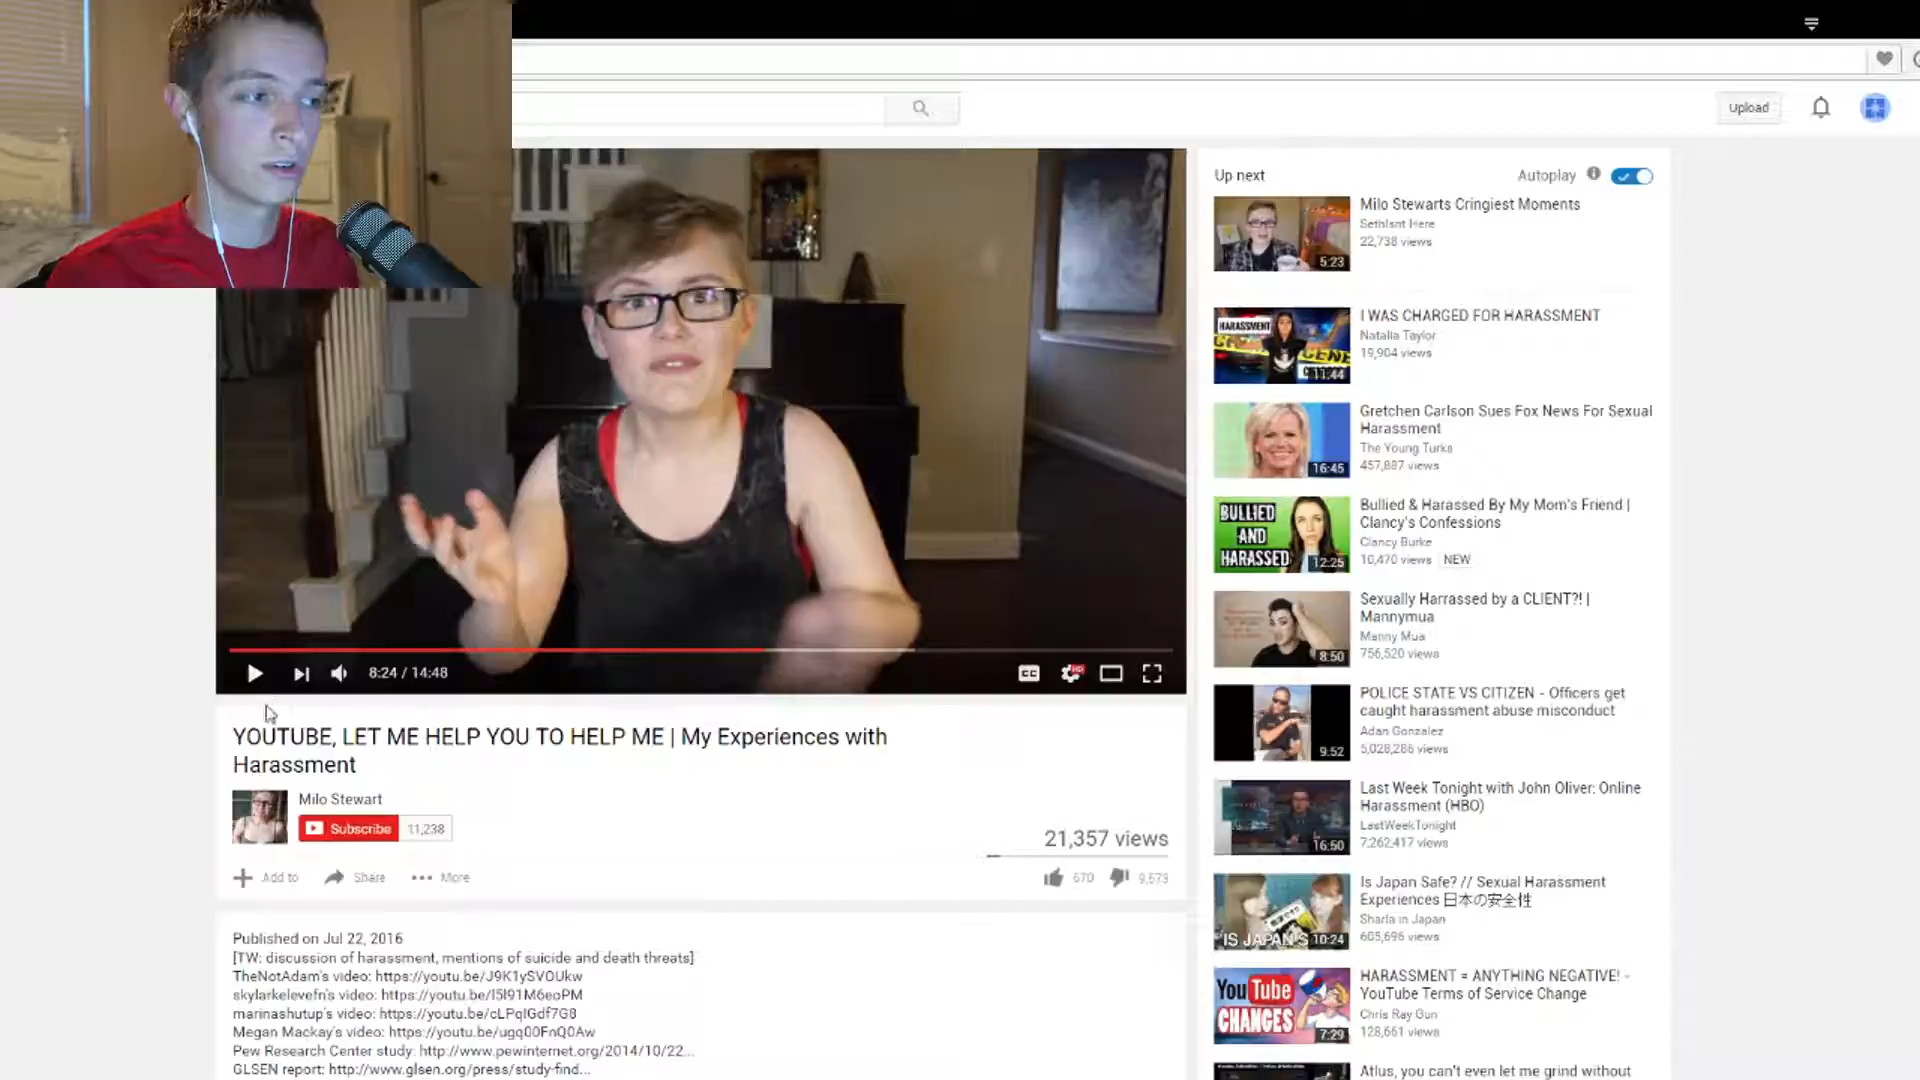 Upload
8:24 / 14:48
YOUTUBE, LET ME HELP YOU TO HELP ME | My Experiences with
Harassment
Milo Stewart
Subscribe 11,238
21,357 views
Add to Share More
670 9,573
Published on Jul 22, 2016
[TW: discussion of harassment, mentions of suicide and death threats]
TheNotAdam's video: https://youtu.be/J9K1ySVOUkw
skylarkelevefn's video: https://youtu.be/l5l91M6eoPM
marinashutup's video: https://youtu.be/cLPqIGdf7G8
Megan Mackay's video: https://youtu.be/ugq00FnQ0Aw
Pew Research Center study: http://www.pewinternet.org/2014/10/22...
GLSEN report: http://www.glsen.org/press/study-find...
Up next
Autoplay
5:23
Milo Stewarts Cringiest Moments
SethIsnt Here
22,738 views
HARASSMENT
11:44
I WAS CHARGED FOR HARASSMENT
Natalia Taylor
19,904 views
16:45
Gretchen Carlson Sues Fox News For Sexual
Harassment
The Young Turks
457,887 views
BULLIED
AND
HARASSED
12:25
Bullied & Harassed By My Mom's Friend |
Clancy's Confessions
Clancy Burke
10,470 views NEW
8:50
Sexually Harrassed by a CLIENT?! |
Mannymua
Manny Mua
756,520 views
9:52
POLICE STATE VS CITIZEN - Officers get
caught harassment abuse misconduct
Adan Gonzalez
5,028,286 views
16:50
Last Week Tonight with John Oliver: Online
Harassment (HBO)
LastWeekTonight
7,262,417 views
IS JAPAN'S
10:24
Is Japan Safe? // Sexual Harassment
Experiences 日本の安全性
Sharla in Japan
605,696 views
You Tube
CHANGES
7:29
HARASSMENT = ANYTHING NEGATIVE! -
YouTube Terms of Service Change
Chris Ray Gun
128,661 views
Atlus, you can't even let me grind without